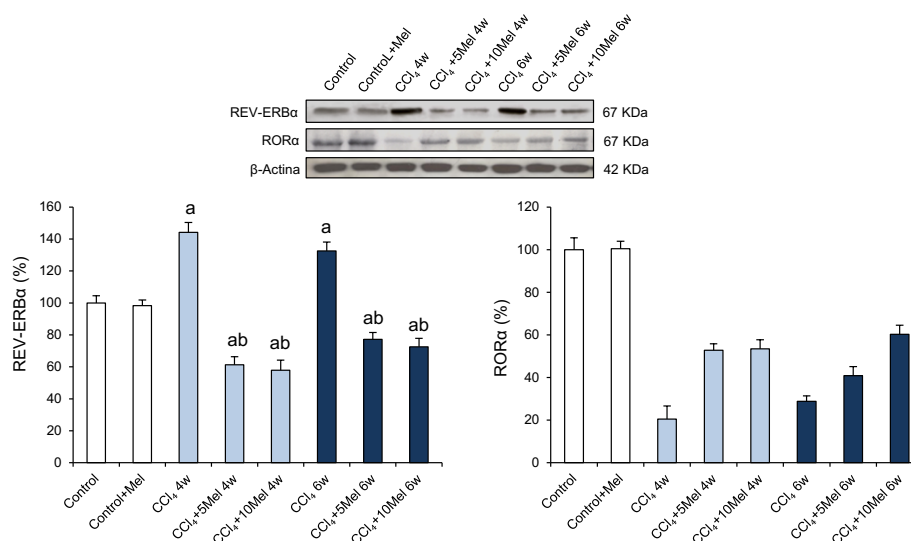 Control
ControL+Mel
CCl₄ 4w
CCl₄+5Mel 4w
CCl₄+10Mel 4w
CCl₄ 6w
CCl₄+5Mel 6w
CCl₄+10Mel 6w
REV-ERBα 67 KDa
RORα 67 KDa
β-Actina 42 KDa
REV-ERBα (%)
160
140
120
100
80
60
40
20
0
a
ab
ab
a
ab
ab
Control
Control+Mel
CCl₄ 4w
CCl₄+5Mel 4w
CCl₄+10Mel 4w
CCl₄ 6w
CCl₄+5Mel 6w
CCl₄+10Mel 6w
RORα (%)
120
100
80
60
40
20
0
Control
Control+Mel
CCl₄ 4w
CCl₄+5Mel 4w
CCl₄+10Mel 4w
CCl₄ 6w
CCl₄+5Mel 6w
CCl₄+10Mel 6w